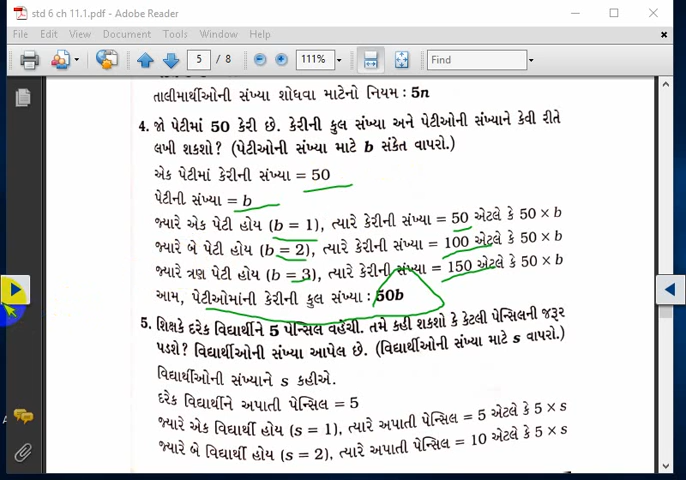 std 6 ch 11.1.pdf - Adobe Reader
File Edit View Document Tools Window Help
5 / 8 111% Find
તાલીમાર્થીઓની સંખ્યા શોધવા માટેનો નિયમ : 5n
4. જો પેટીમાં 50 કેરી છે. કેરીની કુલ સંખ્યા અને પેટીઓની સંખ્યાને કેવી રીતે
લખી શકશો? (પેટીઓની સંખ્યા માટે b સંકેત વાપરો.)
એક પેટીમાં કેરીની સંખ્યા = 50
પેટીની સંખ્યા = b
જ્યારે એક પેટી હોય (b = 1), ત્યારે કેરીની સંખ્યા = 50 એટલે કે 50 × b
જ્યારે બે પેટી હોય (b = 2), ત્યારે કેરીની સંખ્યા = 100 એટલે કે 50 × b
જ્યારે ત્રણ પેટી હોય (b = 3), ત્યારે કેરીની સંખ્યા = 150 એટલે કે 50 × b
આમ, પેટીઓમાંની કેરીની કુલ સંખ્યા : 50b
5. શિક્ષકે દરેક વિદ્યાર્થીને 5 પેન્સિલ વહેંચી. તમે કહી શકશો કે કેટલી પેન્સિલની જરૂર
પડશે? વિદ્યાર્થીઓની સંખ્યા આપેલ છે. (વિદ્યાર્થીઓની સંખ્યા માટે s વાપરો.)
વિદ્યાર્થીઓની સંખ્યાને s કહીએ.
દરેક વિદ્યાર્થીને અપાતી પેન્સિલ = 5
જ્યારે એક વિદ્યાર્થી હોય (s = 1), ત્યારે અપાતી પેન્સિલ = 5 એટલે કે 5 × s
જ્યારે બે વિદ્યાર્થી હોય (s = 2), ત્યારે અપાતી પેન્સિલ = 10 એટલે કે 5 × s